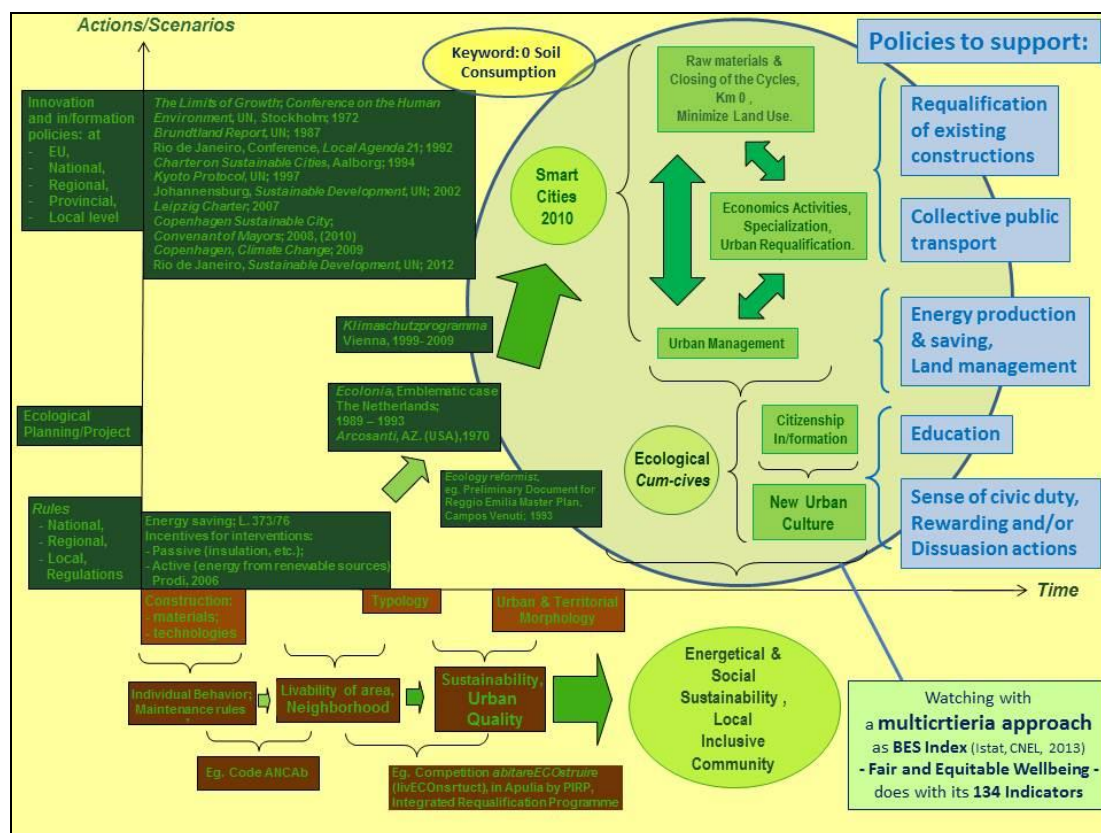 Actions/Scenarios
Keyword: 0 Soil
Consumption
Policies to support:
Innovation
and in/formation
policies: at
- EU,
- National,
- Regional,
- Provincial,
- Local level
The Limits of Growth; Conference on the Human
Environment, UN, Stockholm; 1972
Brundtland Report, UN; 1987
Rio de Janeiro, Conference, Local Agenda 21; 1992
Charter on Sustainable Cities, Aalborg; 1994
Kyoto Protocol, UN; 1997
Johannensburg, Sustainable Development, UN; 2002
Leipzig Charter; 2007
Copenhagen Sustainable City;
Convenant of Mayors; 2008, (2010)
Copenhagen, Climate Change; 2009
Rio de Janeiro, Sustainable Development, UN; 2012
Smart
Cities
2010
Raw materials &
Closing of the Cycles,
Km 0 ,
Minimize Land Use.
Economics Activities,
Specialization,
Urban Requalification.
Urban Management
Requalification
of existing
constructions
Collective public
transport
Energy production
& saving,
Land management
Education
Sense of civic duty,
Rewarding and/or
Dissuasion actions
Klimaschutzprogramma
Vienna, 1999- 2009
Ecological
Planning/Project
Ecolonia, Emblematic case
The Netherlands;
1989 – 1993
Arcosanti, AZ. (USA),1970
Ecology reformist,
eg. Preliminary Document for
Reggio Emilia Master Plan,
Campos Venuti; 1993
Ecological
Cum-cives
Citizenship
In/formation
New Urban
Culture
Rules
- National,
- Regional,
- Local,
Regulations
Energy saving; L. 373/76
Incentives for interventions:
- Passive (insulation, etc.);
- Active (energy from renewable sources)
Prodi, 2006
Time
Construction:
- materials;
- technologies
Typology
Urban & Territorial
Morphology
Individual Behavior;
Maintenance rules
Livability of area,
Neighborhood
Sustainability,
Urban
Quality
Energetical &
Social
Sustainability ,
Local
Inclusive
Community
Eg. Code ANCAb
Eg. Competition abitareECOstruire
(livECOnsrtuct), in Apulia by PIRP,
Integrated Requalification Programme
Watching with
a multicrtieria approach
as BES Index (Istat, CNEL, 2013)
- Fair and Equitable Wellbeing -
does with its 134 Indicators